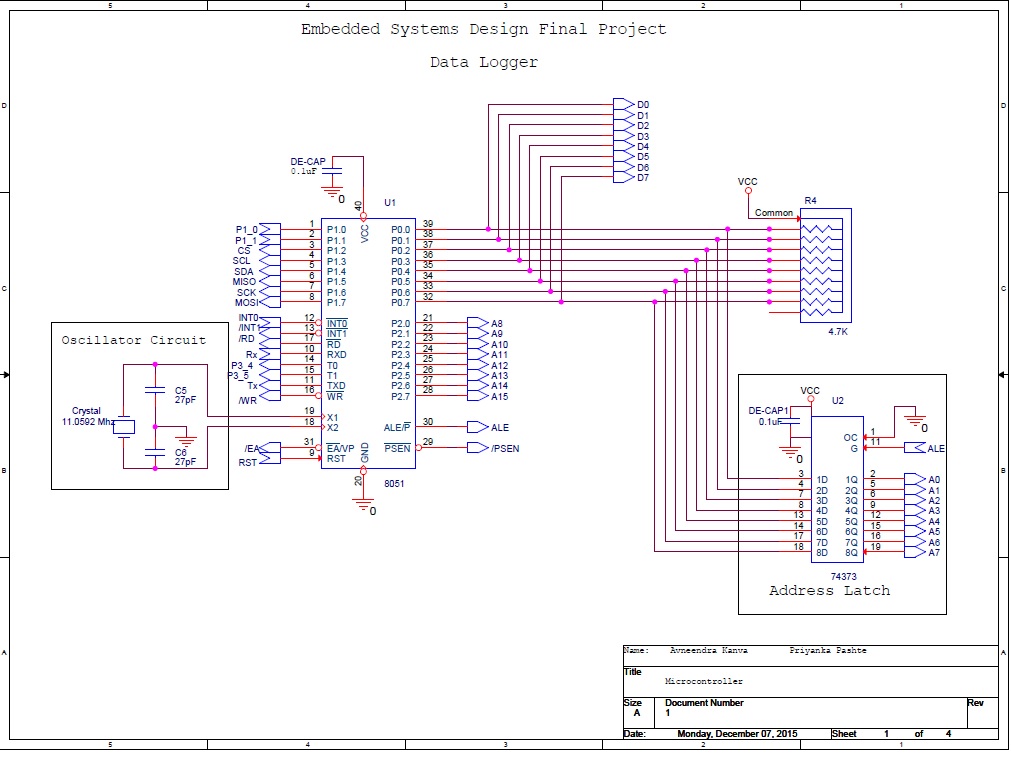 5 4 3 2 1
Embedded Systems Design Final Project
Data Logger
D D
D0
D1
D2
D3
D4
D5
D6
D7
DE-CAP
0.1uF
0
VCC
Common
R4
4.7K
U1
40
VCC
P1_0 1 P1.0 P0.0 39
P1_1 2 P1.1 P0.1 38
CS 3 P1.2 P0.2 37
SCL 4 P1.3 P0.3 36
SDA 5 P1.4 P0.4 35
MISO 6 P1.5 P0.5 34
SCK 7 P1.6 P0.6 33
MOSI 8 P1.7 P0.7 32
C C
INT0 12 INT0 P2.0 21 A8
/INT1 13 INT1 P2.1 22 A9
/RD 17 RD P2.2 23 A10
Rx 10 RXD P2.3 24 A11
P3_4 14 T0 P2.4 25 A12
P3_5 15 T1 P2.5 26 A13
Tx 11 TXD P2.6 27 A14
/WR 16 WR P2.7 28 A15
19 X1
18 X2 ALE/P 30 ALE
/EA 31 EA/VP PSEN 29 /PSEN
RST 9 RST
GND
20
0
8051
Oscillator Circuit
C5
27pF
Crystal
11.0592 Mhz
C6
27pF
B B
VCC
DE-CAP1
0.1uF
0
U2
OC 1 0
G 11 ALE
3 1D 1Q 2 A0
4 2D 2Q 5 A1
7 3D 3Q 6 A2
8 4D 4Q 9 A3
13 5D 5Q 12 A4
14 6D 6Q 15 A5
17 7D 7Q 16 A6
18 8D 8Q 19 A7
74373
Address Latch
A A
Name: Avneendra Kanva Priyanka Pashte
Title
Microcontroller
Size Document Number Rev
A 1
Date: Monday, December 07, 2015 Sheet 1 of 4
5 4 3 2 1